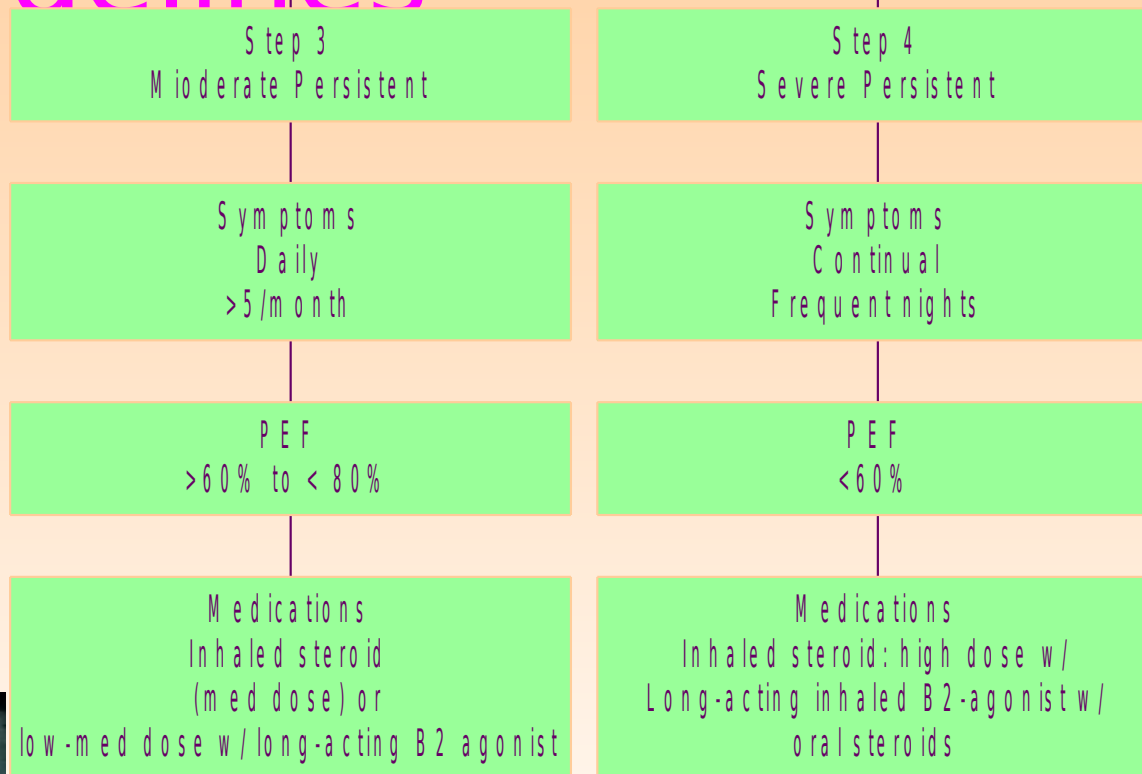 Step 3
Mioderate Persistent
Symptoms
Daily
>5/month
PEF
>60% to < 80%
Medications
Inhaled steroid
(med dose) or
low-med dose w/long-acting B2 agonist
Step 4
Severe Persistent
Symptoms
Continual
Frequent nights
PEF
<60%
Medications
Inhaled steroid: high dose w/
Long-acting inhaled B2-agonist w/
oral steroids